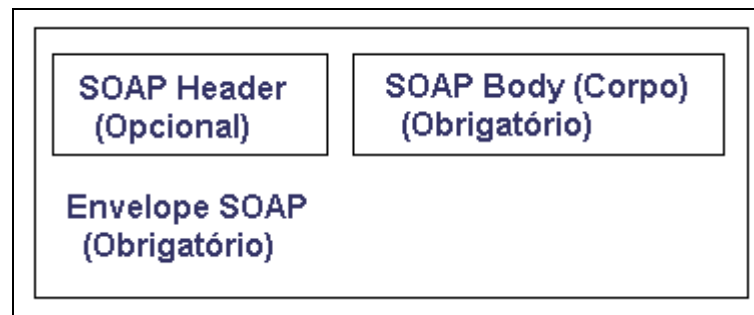 SOAP Header
(Opcional)
SOAP Body (Corpo)
(Obrigatório)
Envelope SOAP
(Obrigatório)